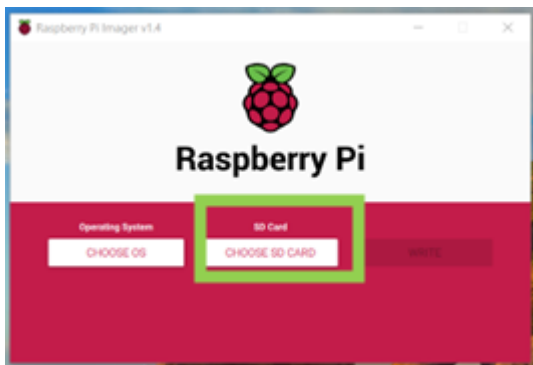 Raspberry Pi Imager v1.4
Raspberry Pi
Operating System
SD Card
CHOOSE OS
CHOOSE SD CARD
WRITE